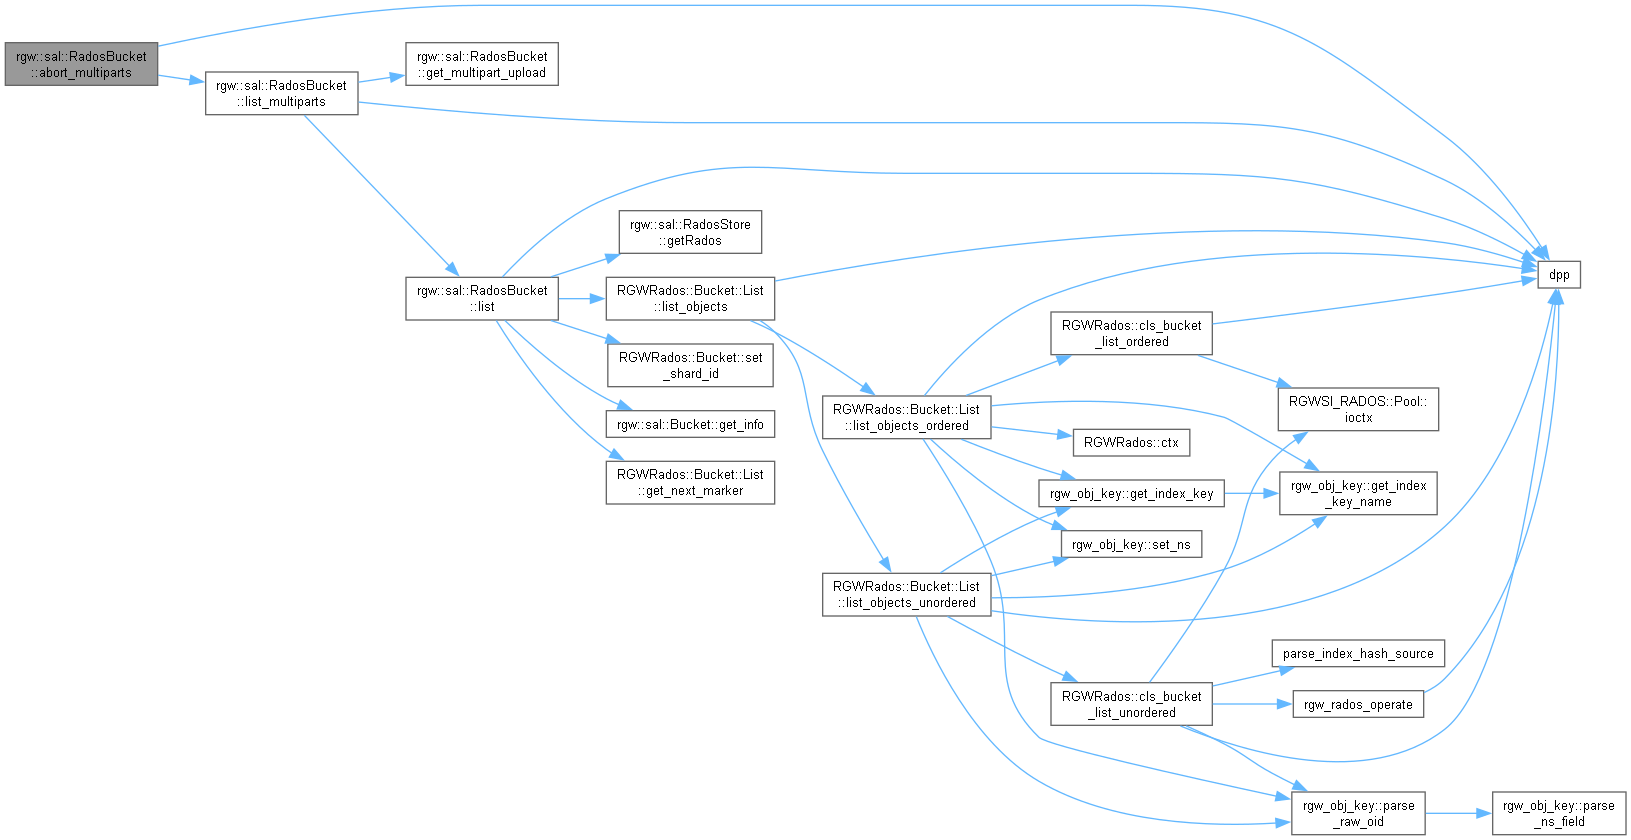 rgw::sal::RadosBucket
::abort_multiparts
rgw::sal::RadosBucket
::list_multiparts
rgw::sal::RadosBucket
::get_multipart_upload
rgw::sal::RadosBucket
::list
rgw::sal::RadosStore
::getRados
RGWRados::Bucket::List
::list_objects
RGWRados::Bucket::set
_shard_id
rgw::sal::Bucket::get_info
RGWRados::Bucket::List
::get_next_marker
RGWRados::Bucket::List
::list_objects_ordered
RGWRados::Bucket::List
::list_objects_unordered
RGWRados::cls_bucket
_list_ordered
RGWRados::ctx
rgw_obj_key::get_index_key
rgw_obj_key::set_ns
RGWRados::cls_bucket
_list_unordered
RGWSI_RADOS::Pool::
ioctx
rgw_obj_key::get_index
_key_name
parse_index_hash_source
rgw_rados_operate
rgw_obj_key::parse
_raw_oid
dpp
rgw_obj_key::parse
_ns_field